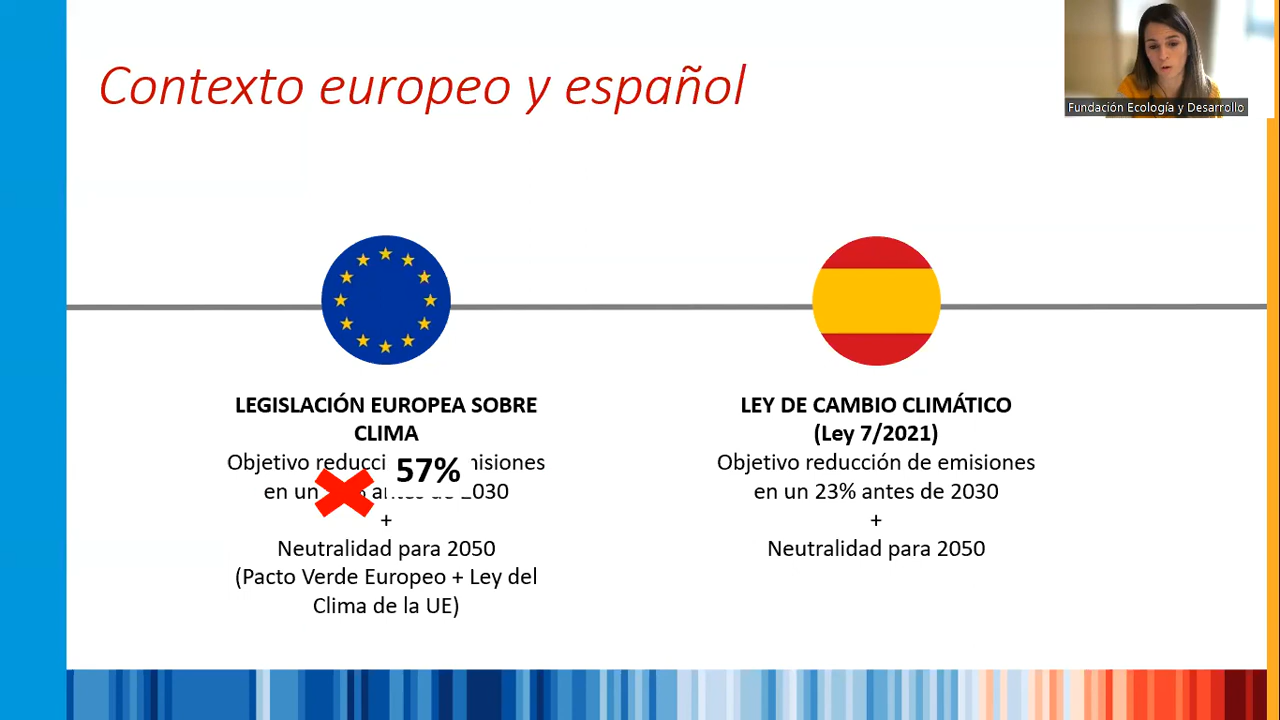 Contexto europeo y español
Fundación Ecología y Desarrollo
LEGISLACIÓN EUROPEA SOBRE
CLIMA
Objetivo emisiones
57%
en un antes de 2030
+
Neutralidad para 2050
(Pacto Verde Europeo + Ley del
Clima de la UE)
LEY DE CAMBIO CLIMÁTICO
(Ley 7/2021)
Objetivo reducción de emisiones
en un 23% antes de 2030
+
Neutralidad para 2050